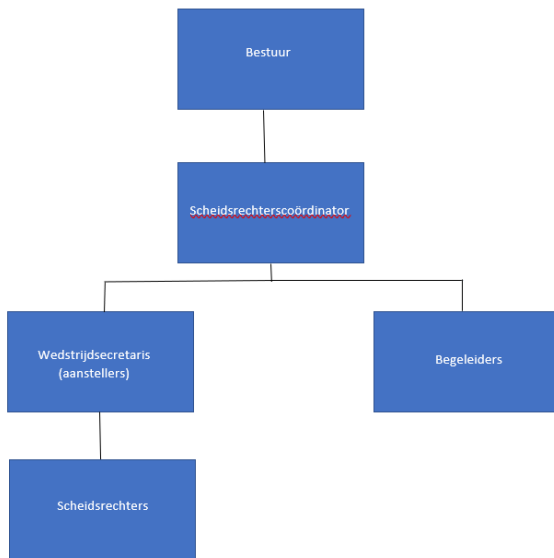 Bestuur
Scheidsrechterscoördinator
Wedstrijdsecretaris
(aanstellers)
Begeleiders
Scheidsrechters